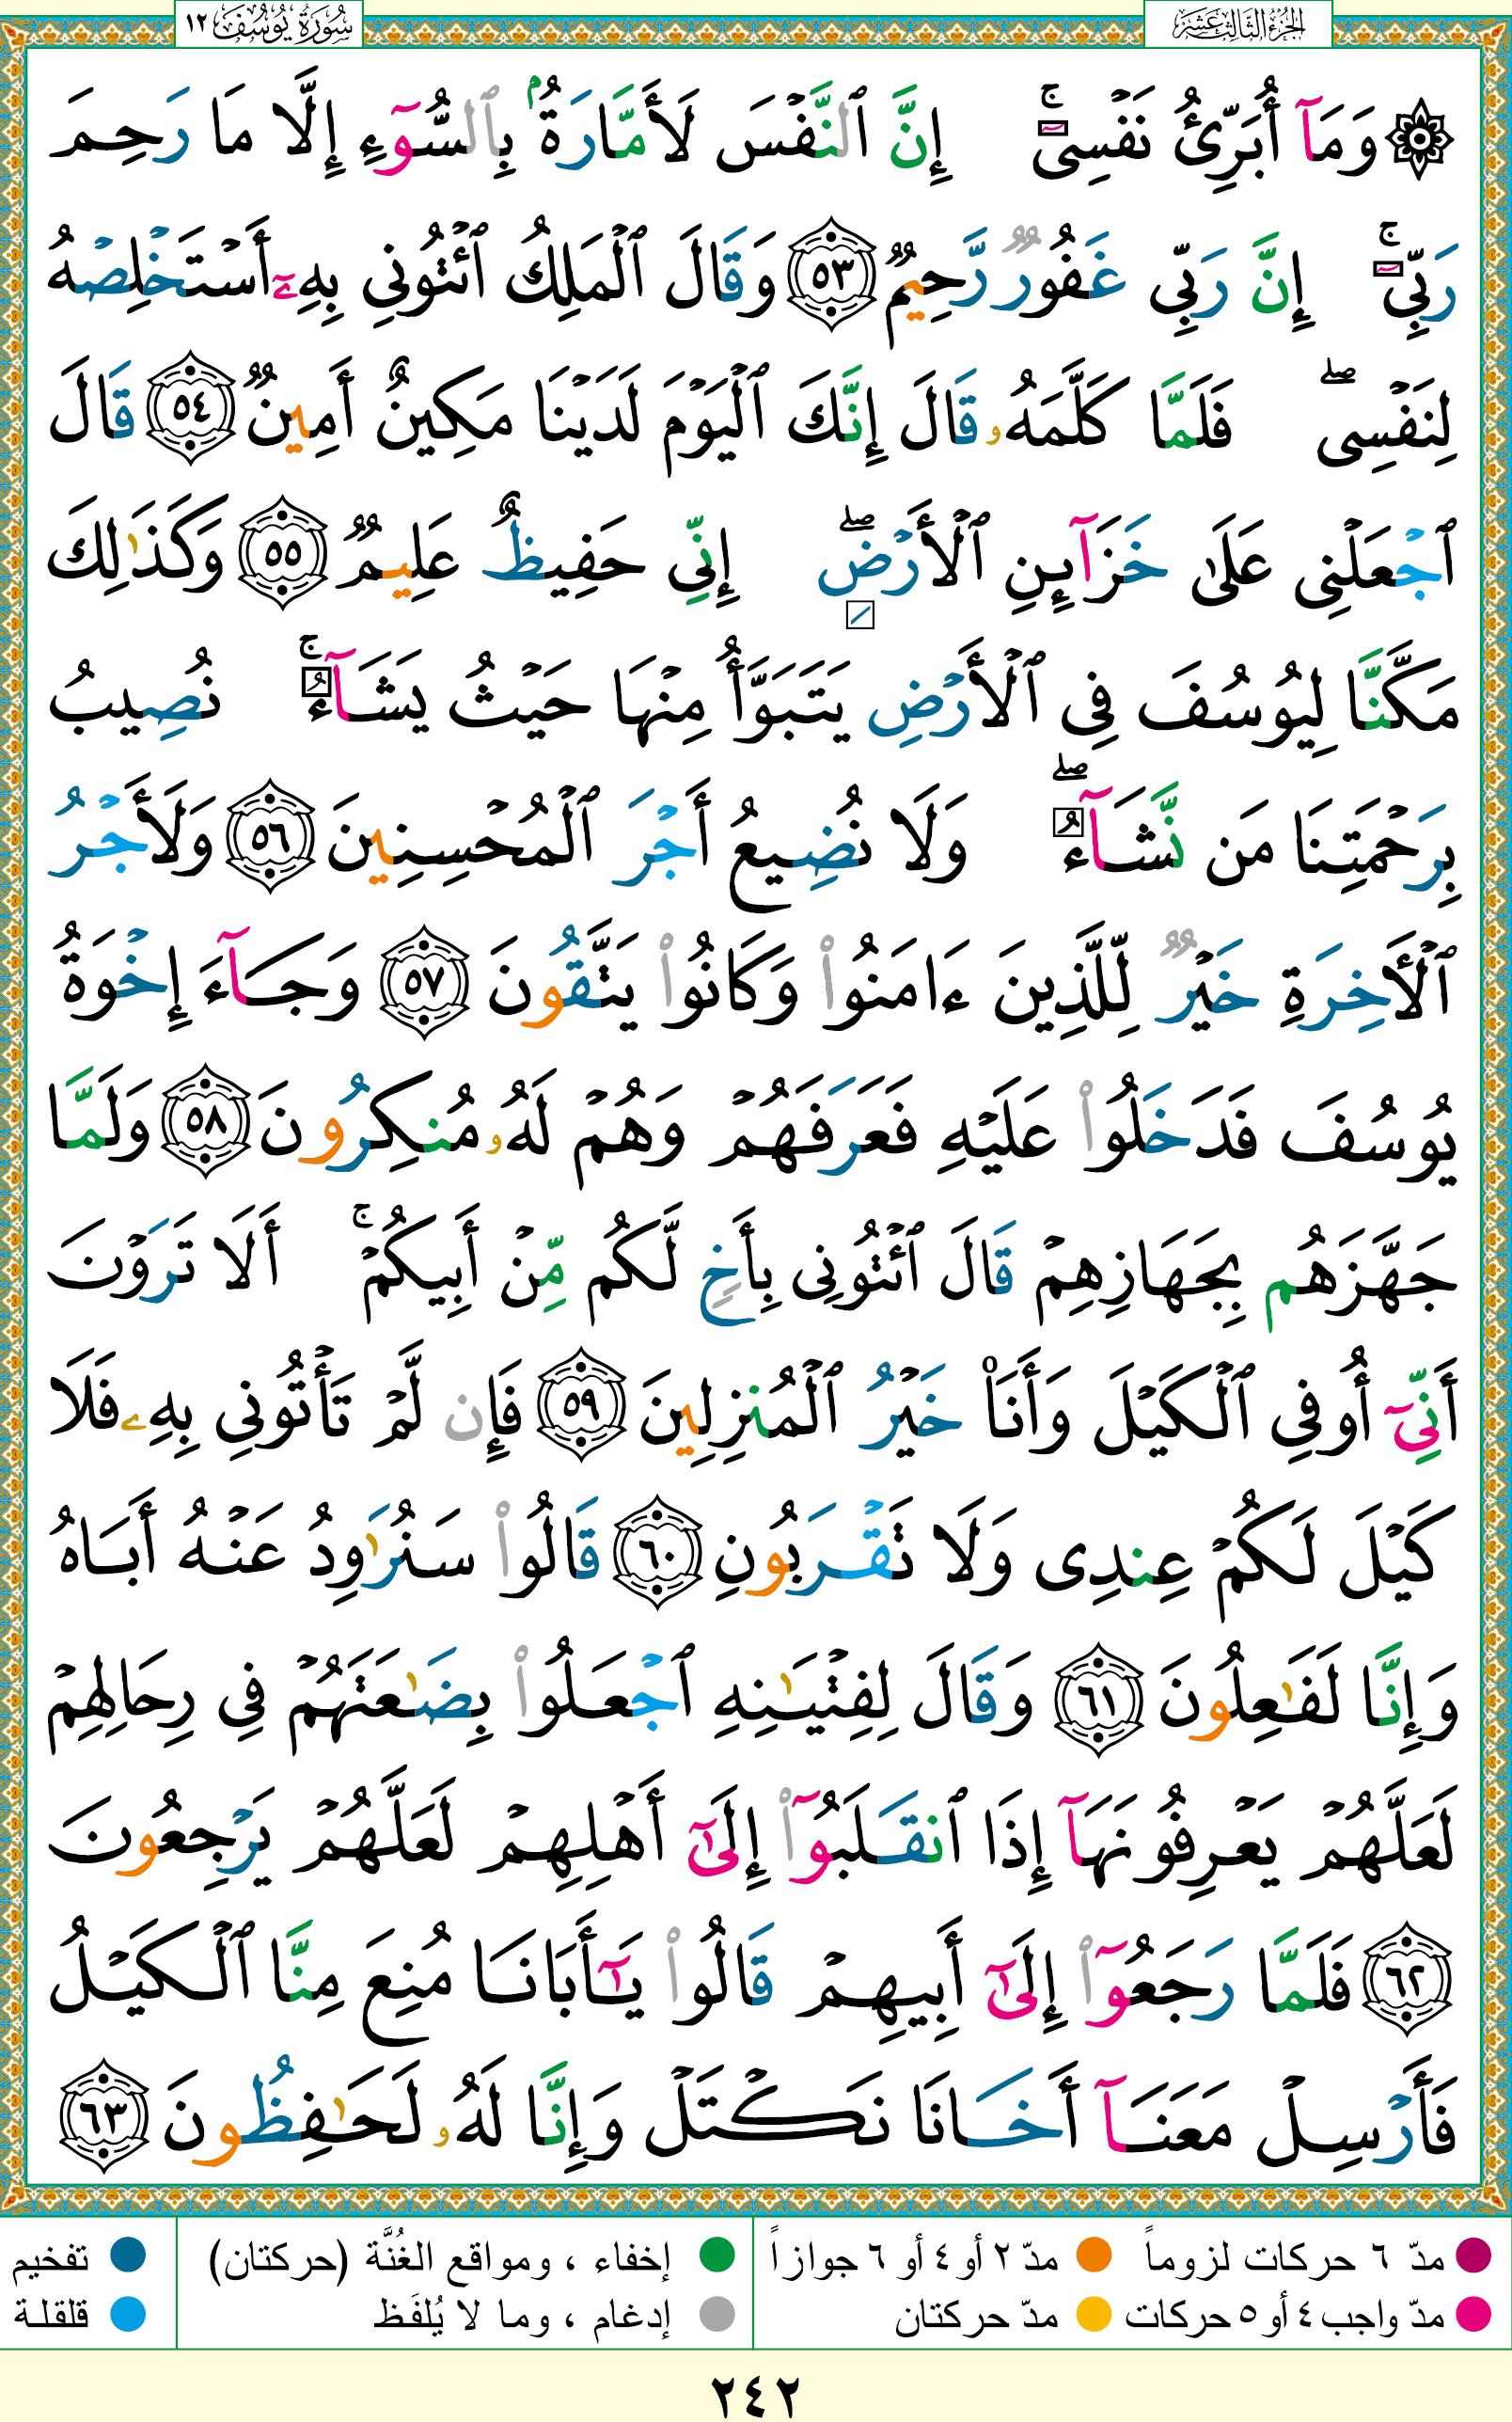 الجزء الثالث عشر
سورة يوسف ١٢
۞ وَمَآ أُبَرِّئُ نَفۡسِىٓۚ إِنَّ ٱلنَّفۡسَ لَأَمَّارَةُۢ بِٱلسُّوٓءِ إِلَّا مَا رَحِمَ
رَبِّىٓۚ إِنَّ رَبِّى غَفُورٞ رَّحِيمٞ ٥٣ وَقَالَ ٱلۡمَلِكُ ٱئۡتُونِى بِهِۦٓ أَسۡتَخۡلِصۡهُ
لِنَفۡسِىۖ فَلَمَّا كَلَّمَهُۥ قَالَ إِنَّكَ ٱلۡيَوۡمَ لَدَيۡنَا مَكِينٌ أَمِينٞ ٥٤ قَالَ
ٱجۡعَلۡنِى عَلَىٰ خَزَآئِنِ ٱلۡأَرۡضِۖ إِنِّى حَفِيظٌ عَلِيمٞ ٥٥ وَكَذَٰلِكَ
مَكَّنَّا لِيُوسُفَ فِى ٱلۡأَرۡضِ يَتَبَوَّأُ مِنۡهَا حَيۡثُ يَشَآءُۚ نُصِيبُ
بِرَحۡمَتِنَا مَن نَّشَآءُۖ وَلَا نُضِيعُ أَجۡرَ ٱلۡمُحۡسِنِينَ ٥٦ وَلَأَجۡرُ
ٱلۡأَخِرَةِ خَيۡرٞ لِّلَّذِينَ ءَامَنُواْ وَكَانُواْ يَتَّقُونَ ٥٧ وَجَآءَ إِخۡوَةُ
يُوسُفَ فَدَخَلُواْ عَلَيۡهِ فَعَرَفَهُمۡ وَهُمۡ لَهُۥ مُنكِرُونَ ٥٨ وَلَمَّا
جَهَّزَهُم بِجَهَازِهِمۡ قَالَ ٱئۡتُونِى بِأَخٖ لَّكُم مِّنۡ أَبِيكُمۡۚ أَلَا تَرَوۡنَ
أَنِّىٓ أُوفِى ٱلۡكَيۡلَ وَأَنَا۠ خَيۡرُ ٱلۡمُنزِلِينَ ٥٩ فَإِن لَّمۡ تَأۡتُونِى بِهِۦ فَلَا
كَيۡلَ لَكُمۡ عِندِى وَلَا تَقۡرَبُونِ ٦٠ قَالُواْ سَنُرَٰوِدُ عَنۡهُ أَبَاهُ
وَإِنَّا لَفَٰعِلُونَ ٦١ وَقَالَ لِفِتۡيَٰنِهِ ٱجۡعَلُواْ بِضَٰعَتَهُمۡ فِى رِحَالِهِمۡ
لَعَلَّهُمۡ يَعۡرِفُونَهَآ إِذَا ٱنقَلَبُوٓاْ إِلَىٰٓ أَهۡلِهِمۡ لَعَلَّهُمۡ يَرۡجِعُونَ
٦٢ فَلَمَّا رَجَعُوٓاْ إِلَىٰٓ أَبِيهِمۡ قَالُواْ يَٰٓأَبَانَا مُنِعَ مِنَّا ٱلۡكَيۡلُ
فَأَرۡسِلۡ مَعَنَآ أَخَانَا نَكۡتَلۡ وَإِنَّا لَهُۥ لَحَٰفِظُونَ ٦٣
مدّ ٦ حركات لزوماً
مدّ ٢ أو ٤ أو ٦ جوازاً
إخفاء ، ومواقع الغُنَّة (حركتان)
تفخيم
مدّ واجب ٤ أو ٥ حركات
مدّ حركتان
إدغام ، وما لا يُلفَظ
قلقلة
٢٤٢